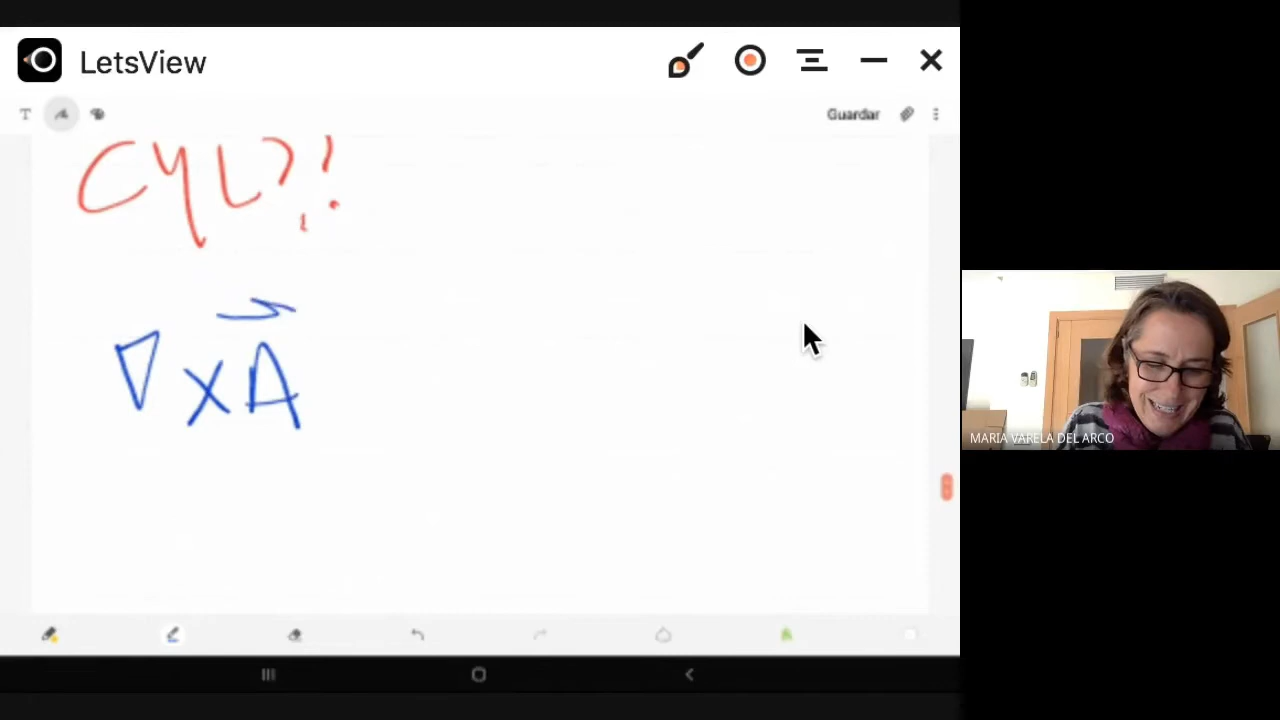 LetsView
T
Guardar
CYL?!
∇ x A⃗
MARIA VARELA DEL ARCO